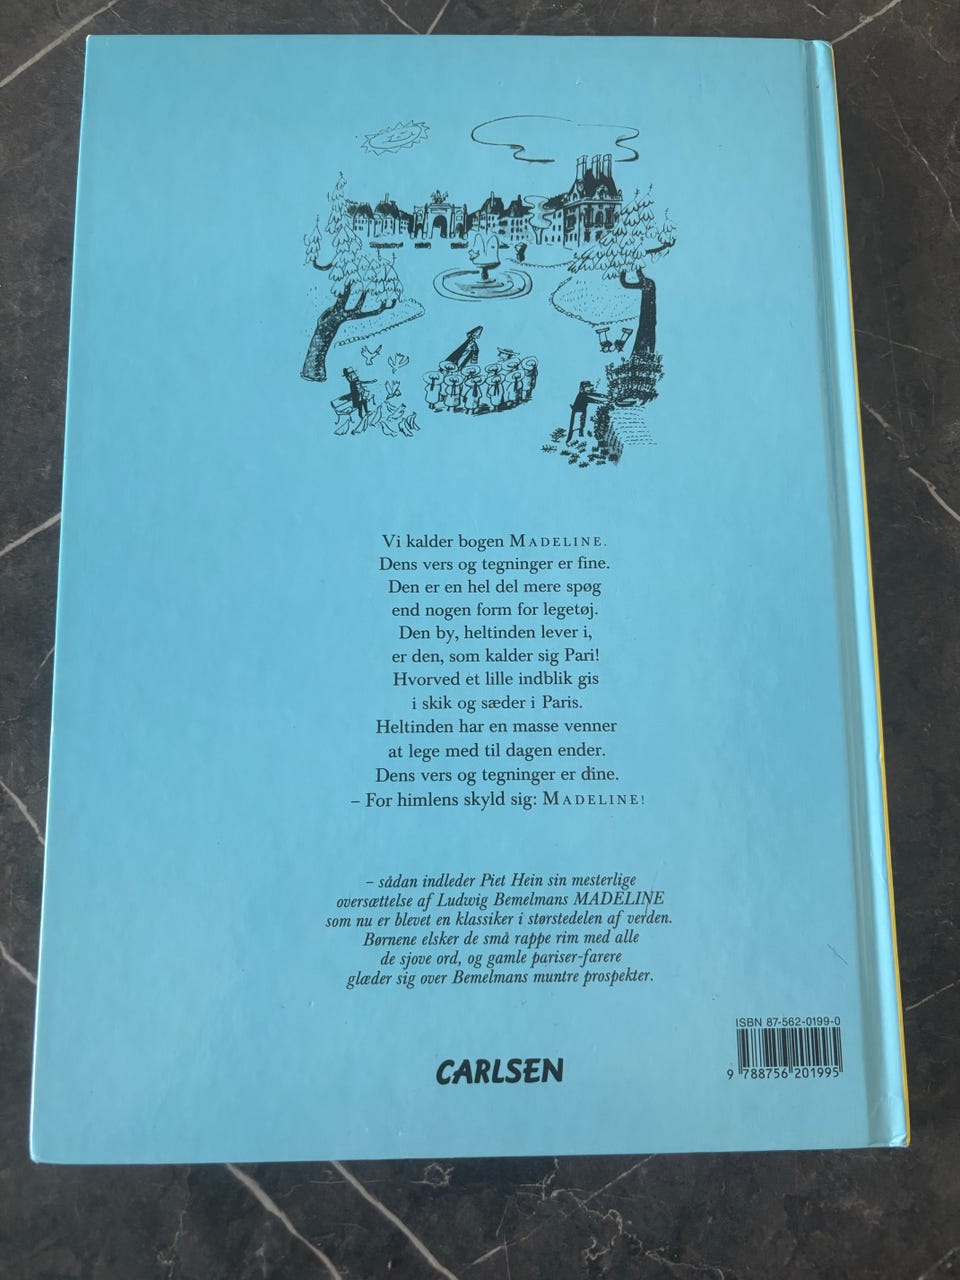 Vi kalder bogen MADELINE.
Dens vers og tegninger er fine.
Den er en hel del mere spøg
end nogen form for legetøj.
Den by, heltinden lever i,
er den, som kalder sig Pari!
Hvorved et lille indblik gis
i skik og sæder i Paris.
Heltinden har en masse venner
at lege med til dagen ender.
Dens vers og tegninger er dine.
– For himlens skyld sig: MADELINE!
– sådan indleder Piet Hein sin mesterlige
oversættelse af Ludwig Bemelmans MADELINE
som nu er blevet en klassiker i størstedelen af verden.
Børnene elsker de små rappe rim med alle
de sjove ord, og gamle pariser-farere
glæder sig over Bemelmans muntre prospekter.
ISBN 87-562-0199-0
9 788756 201995
CARLSEN